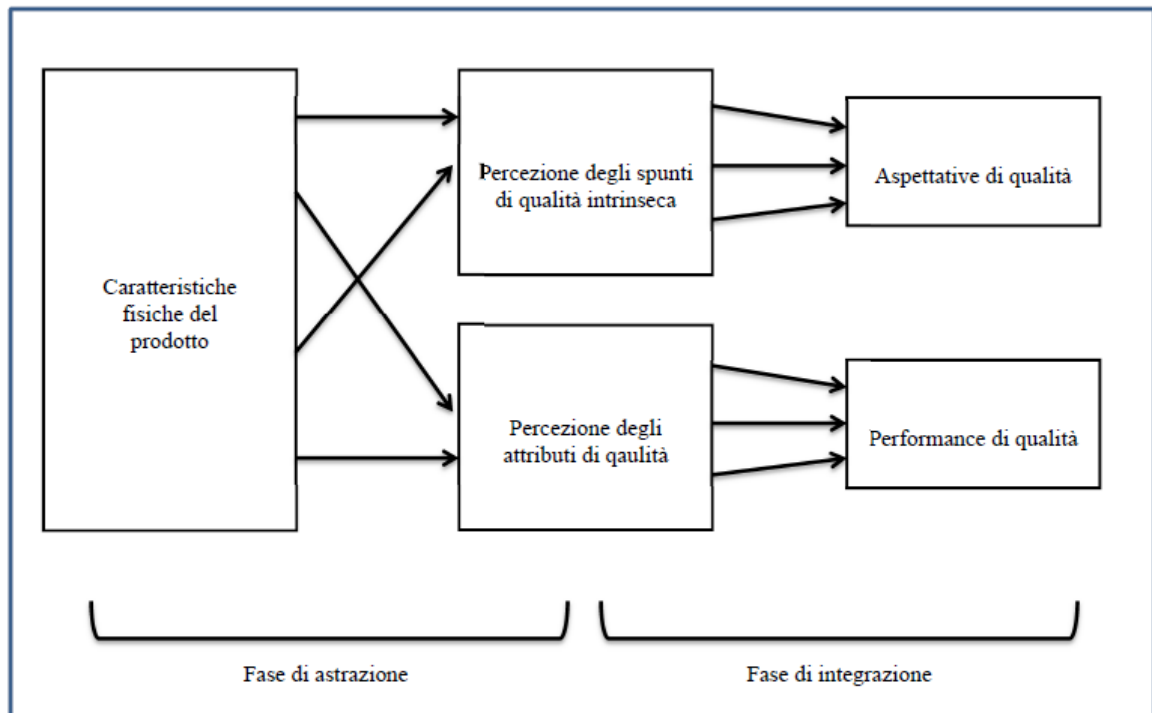 Caratteristiche
fisiche del
prodotto
Percezione degli spunti
di qualità intrinseca
Aspettative di qualità
Percezione degli
attributi di qaulità
Performance di qualità
Fase di astrazione
Fase di integrazione